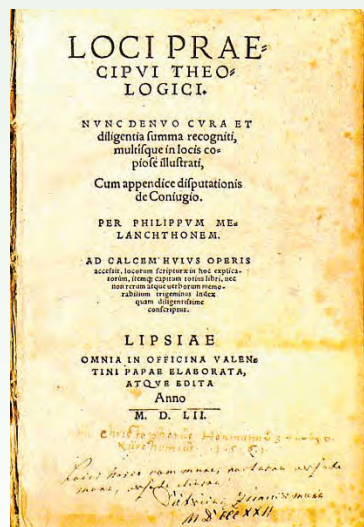 LOCI PRAE=
CIPVI THEO=
LOGICI.
NVNC DENVO CVRA ET
diligentia summa recogniti,
multisque in locis co=
piose illustrati,
Cum appendice disputationis
de Coniugio.
PER PHILIPPVM ME=
LANCHTHONEM.
AD CALCEM HVIVS OPERIS
accessit, locorum scripturæ in hoc explica=
torum, itemq; capitum totius libri, nec
non rerum atque uerborum memo=
rabilium trigeminus index
quam diligentissime
conscriptus.
LIPSIAE
OMNIA IN OFFICINA VALEN=
TINI PAPAE ELABORATA,
ATQVE EDITA
Anno
M. D. LII.